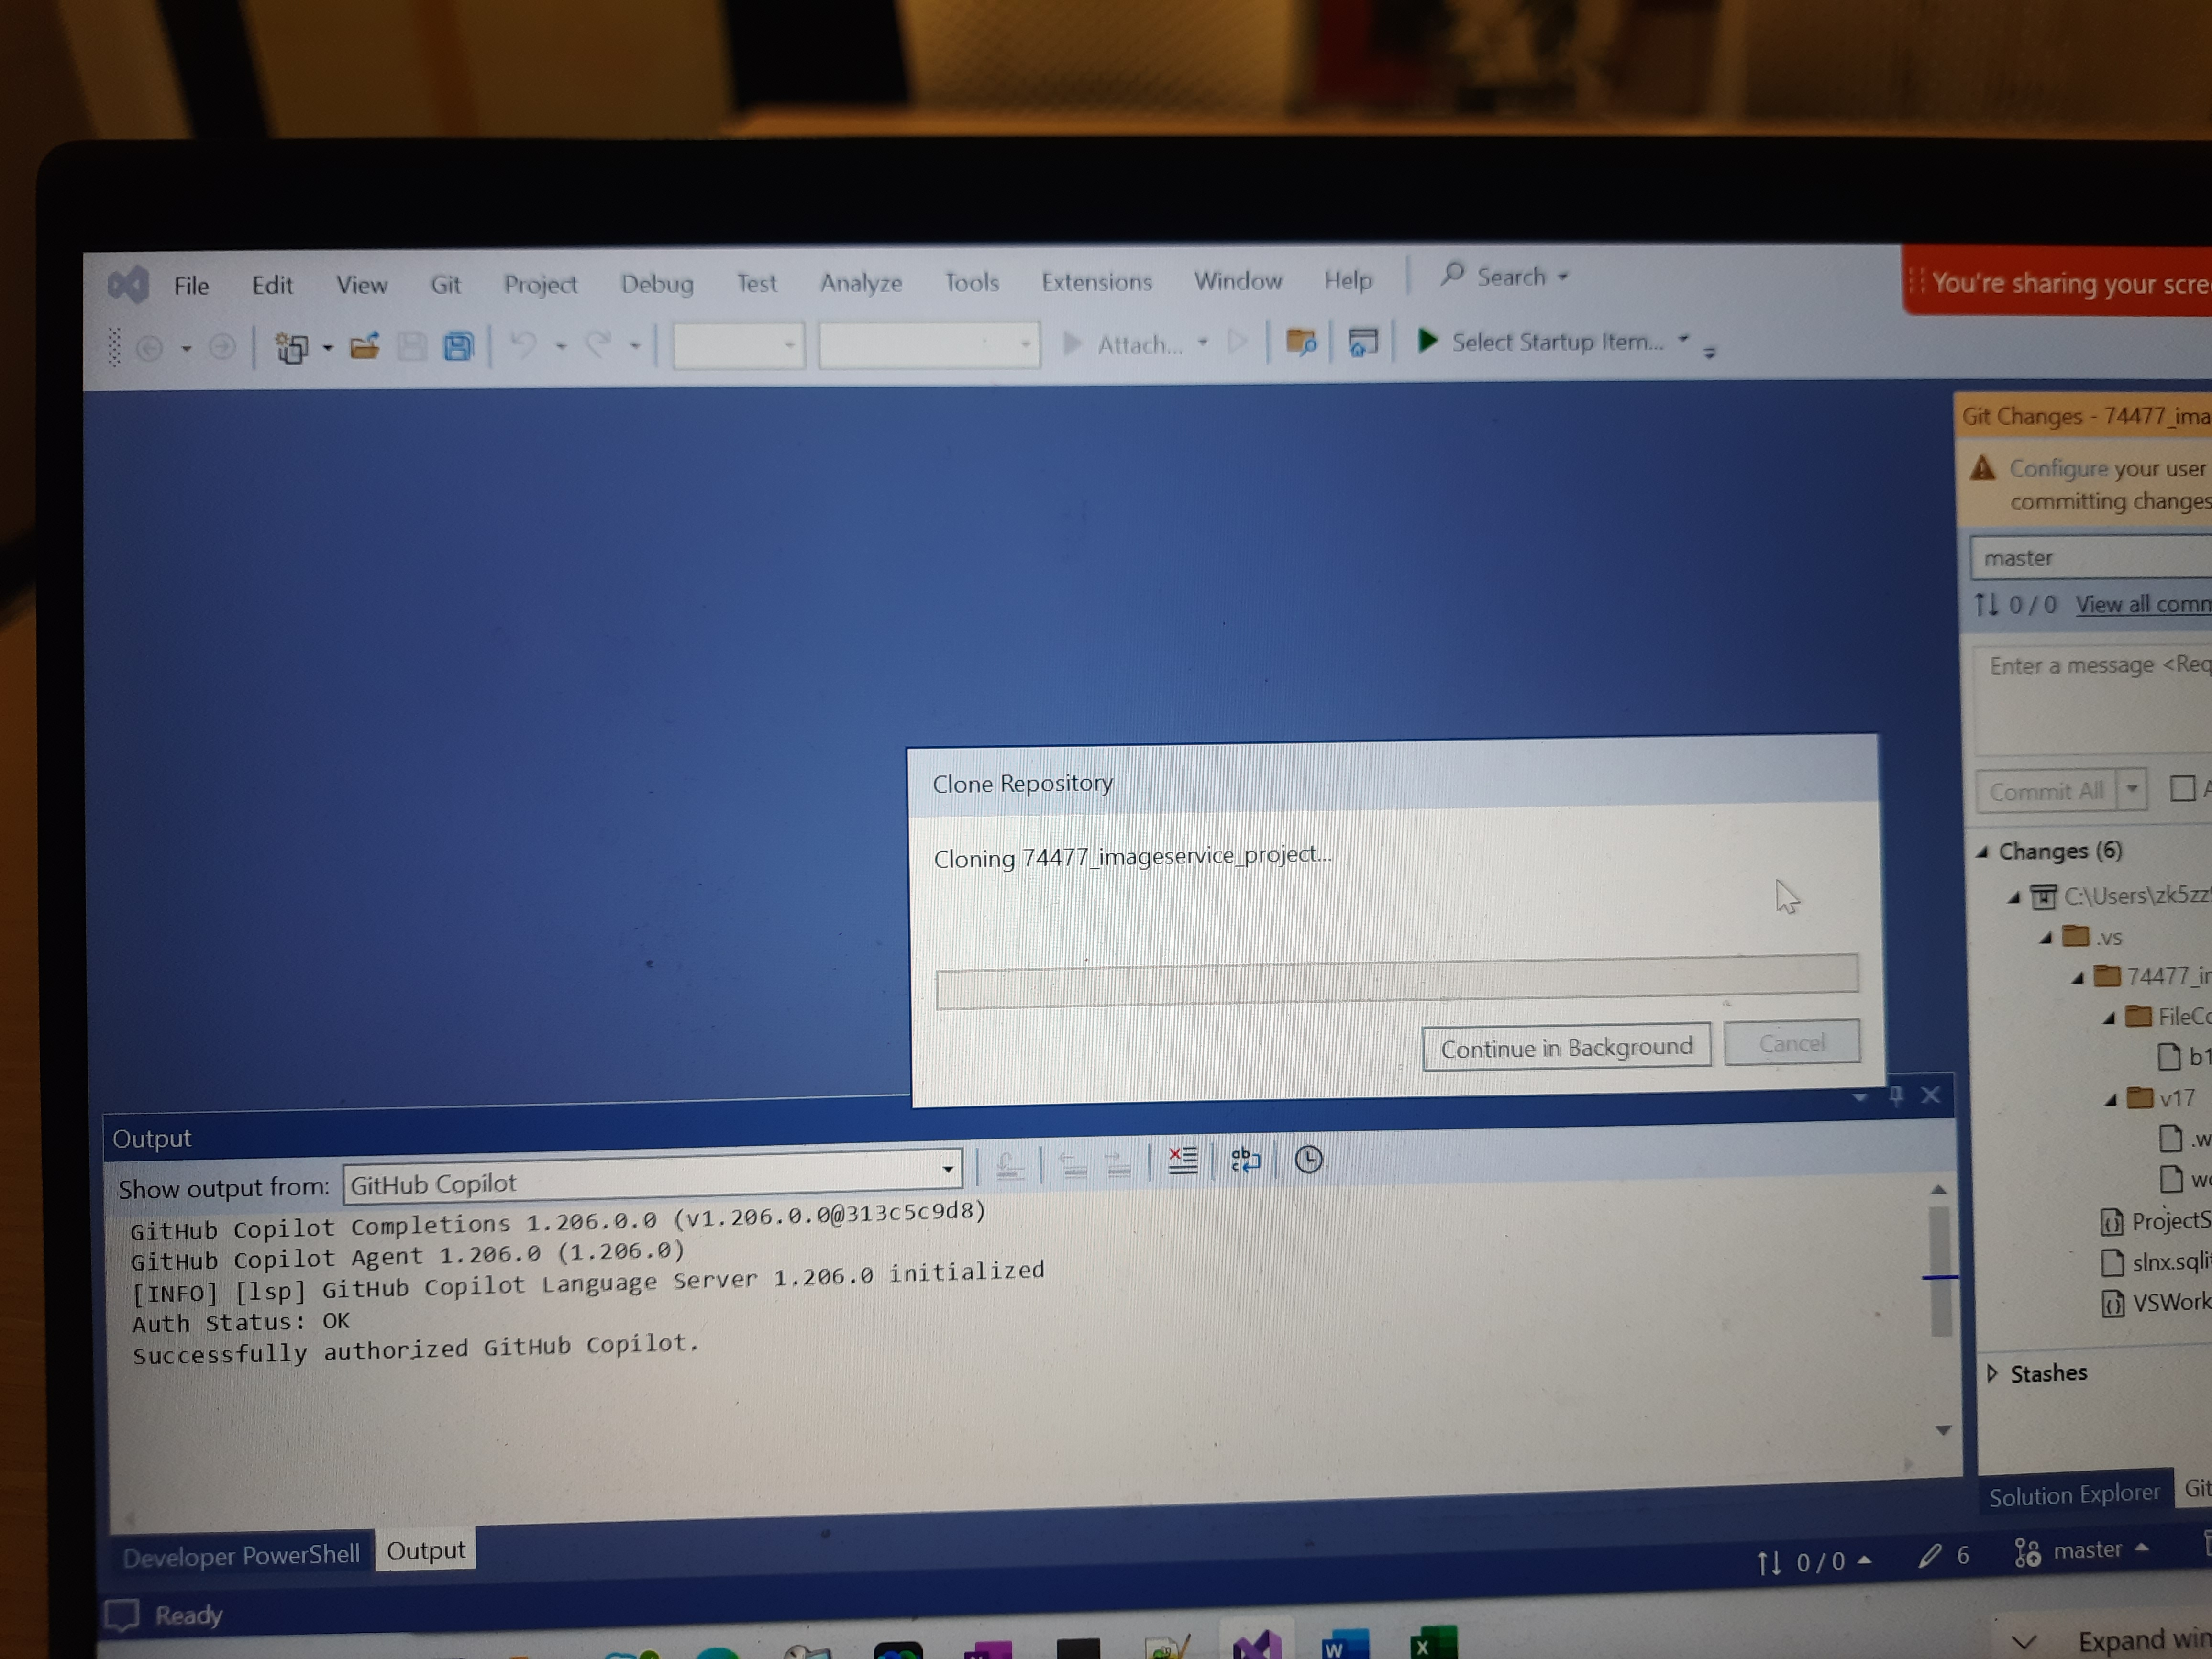 File Edit View Git Project Debug Test Analyze Tools Extensions Window Help Search
You're sharing your scre
Attach... Select Startup Item...
Git Changes - 74477_ima
Configure your user
committing changes
master
0 / 0 View all comm
Enter a message <Req
Commit All A
Changes (6)
C:\Users\zk5zz
.vs
74477_i
FileCo
b1
v17
.w
wo
ProjectS
slnx.sqli
VSWork
Stashes
Solution Explorer Git
Clone Repository
Cloning 74477_imageservice_project...
Continue in Background Cancel
Output
Show output from: GitHub Copilot
GitHub Copilot Completions 1.206.0.0 (v1.206.0.0@313c5c9d8)
GitHub Copilot Agent 1.206.0 (1.206.0)
[INFO] [lsp] GitHub Copilot Language Server 1.206.0 initialized
Auth Status: OK
Successfully authorized GitHub Copilot.
Developer PowerShell Output
0 / 0 6 master
Ready
Expand win